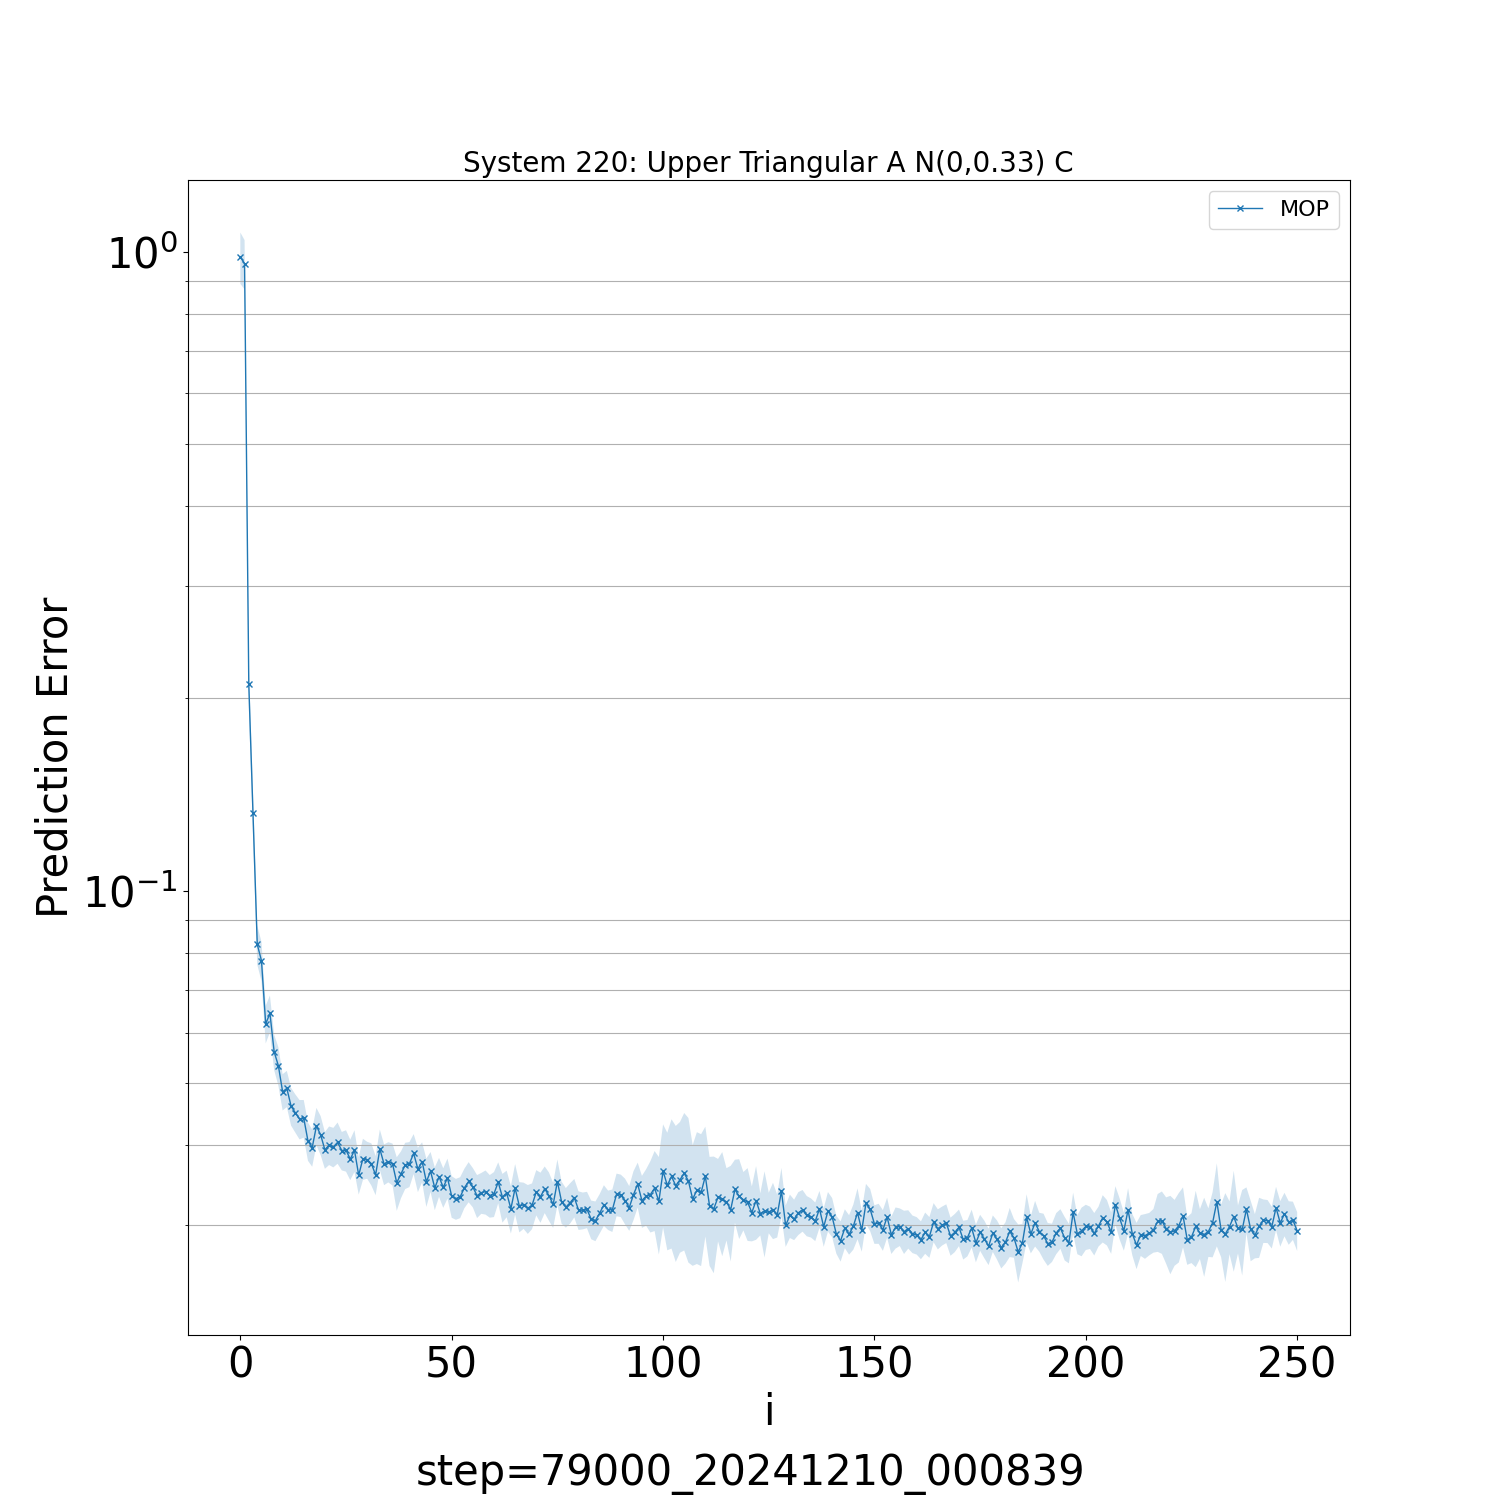 System 220: Upper Triangular A N(0,0.33) C
MOP
10⁰
10⁻¹
Prediction Error
0 50 100 150 200 250
i
step=79000_20241210_000839